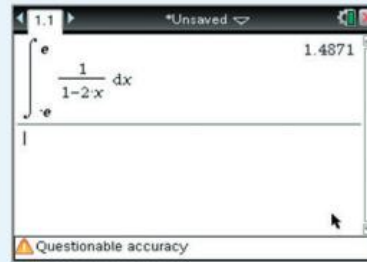 1.1 *Unsaved
∫ e -e 1/(1-2·x) dx 1.4871
Questionable accuracy